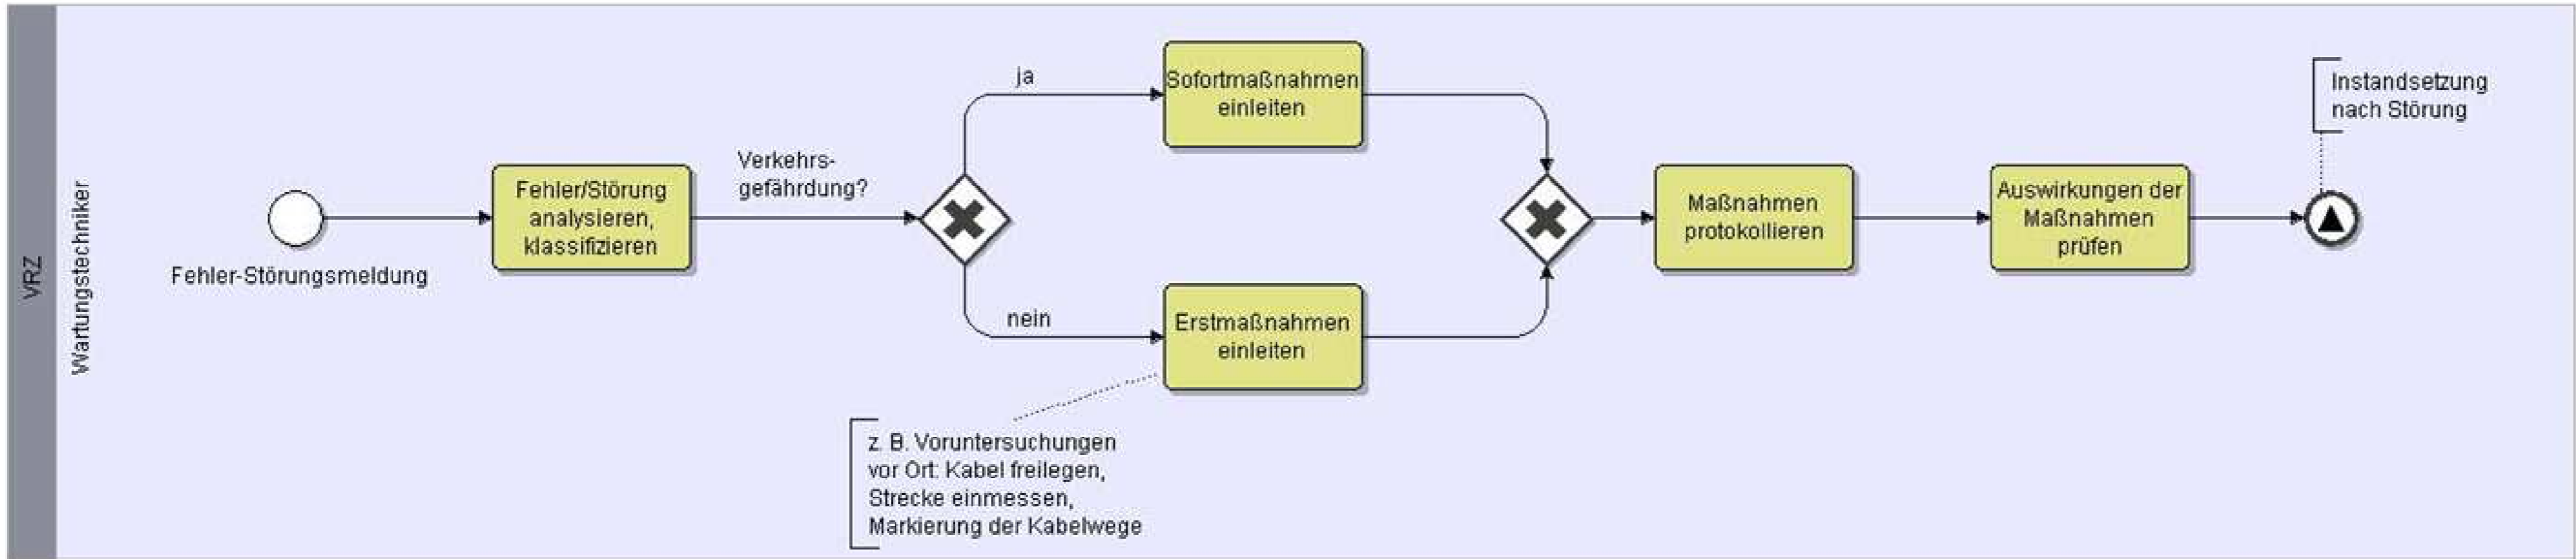 VRZ
Wartungstechniker
Fehler-Störungsmeldung
Fehler/Störung
analysieren,
klassifizieren
Verkehrs-
gefährdung?
ja
Sofortmaßnahmen
einleiten
nein
Erstmaßnahmen
einleiten
z. B. Voruntersuchungen
vor Ort: Kabel freilegen,
Strecke einmessen,
Markierung der Kabelwege
Maßnahmen
protokollieren
Auswirkungen der
Maßnahmen
prüfen
Instandsetzung
nach Störung